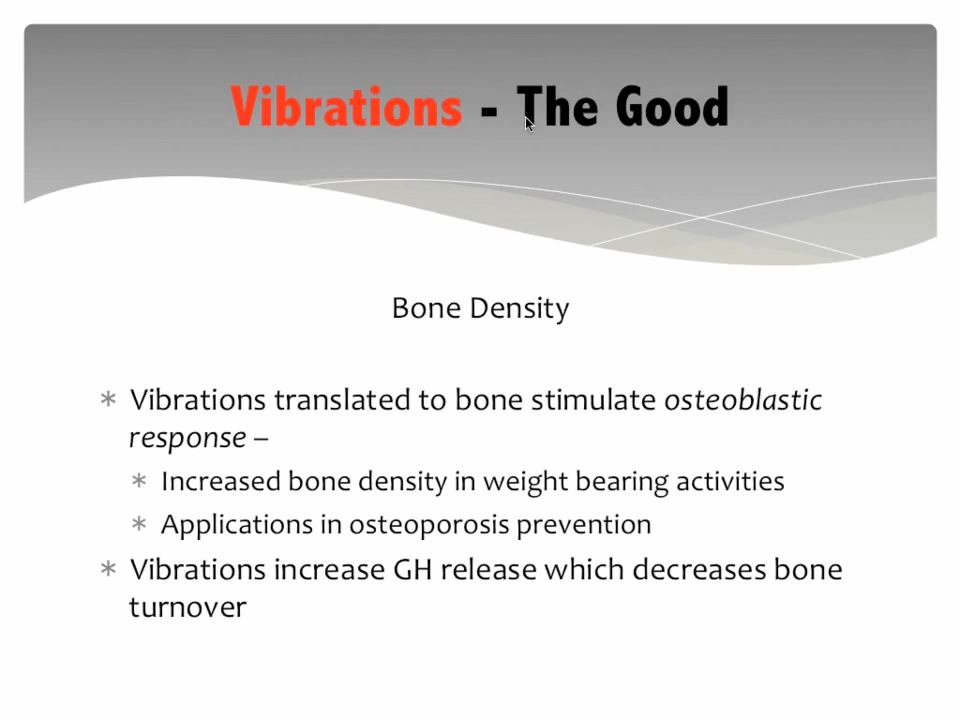 Vibrations - The Good
Bone Density
* Vibrations translated to bone stimulate osteoblastic
response –
* Increased bone density in weight bearing activities
* Applications in osteoporosis prevention
* Vibrations increase GH release which decreases bone
turnover